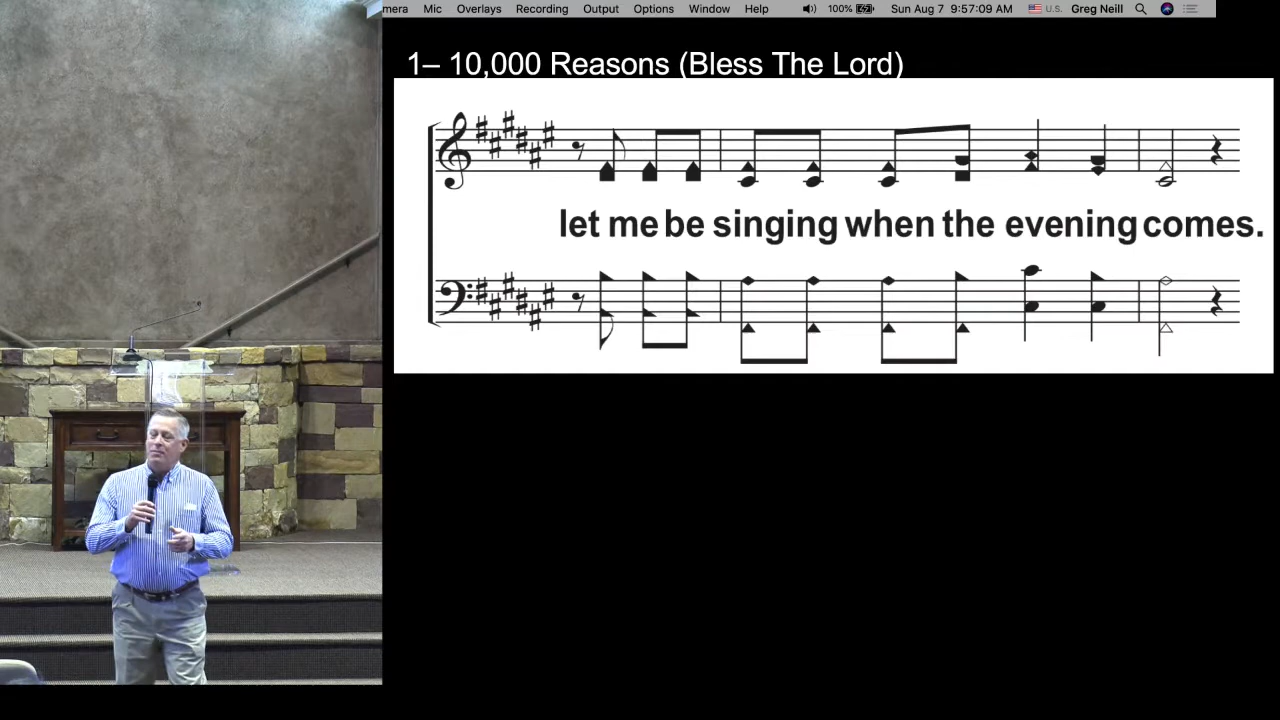 mera Mic Overlays Recording Output Options Window Help 100% Sun Aug 7 9:57:09 AM U.S. Greg Neill
1– 10,000 Reasons (Bless The Lord)
let me be singing when the evening comes.